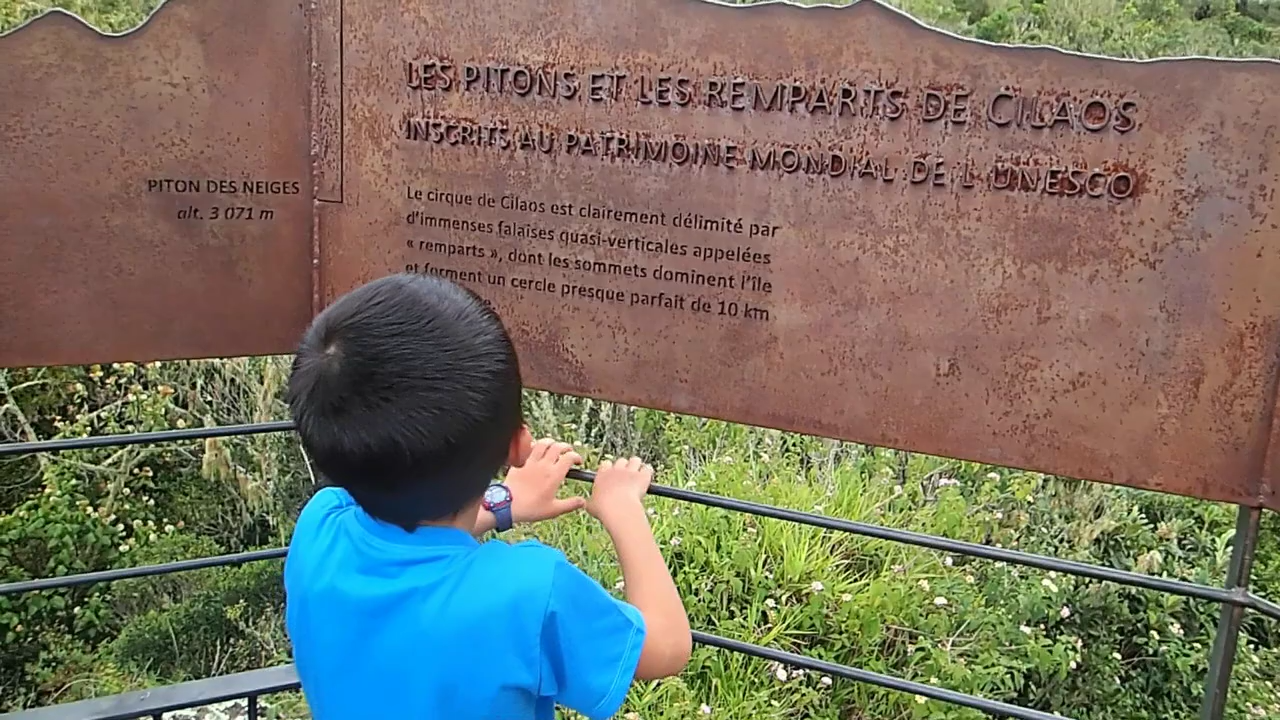 PITON DES NEIGES
alt. 3 071 m
LES PITONS ET LES REMPARTS DE CILAOS
INSCRITS AU PATRIMOINE MONDIAL DE L UNESCO
Le cirque de Cilaos est clairement délimité par
d'immenses falaises quasi-verticales appelées
« remparts », dont les sommets dominent l'île
et forment un cercle presque parfait de 10 km